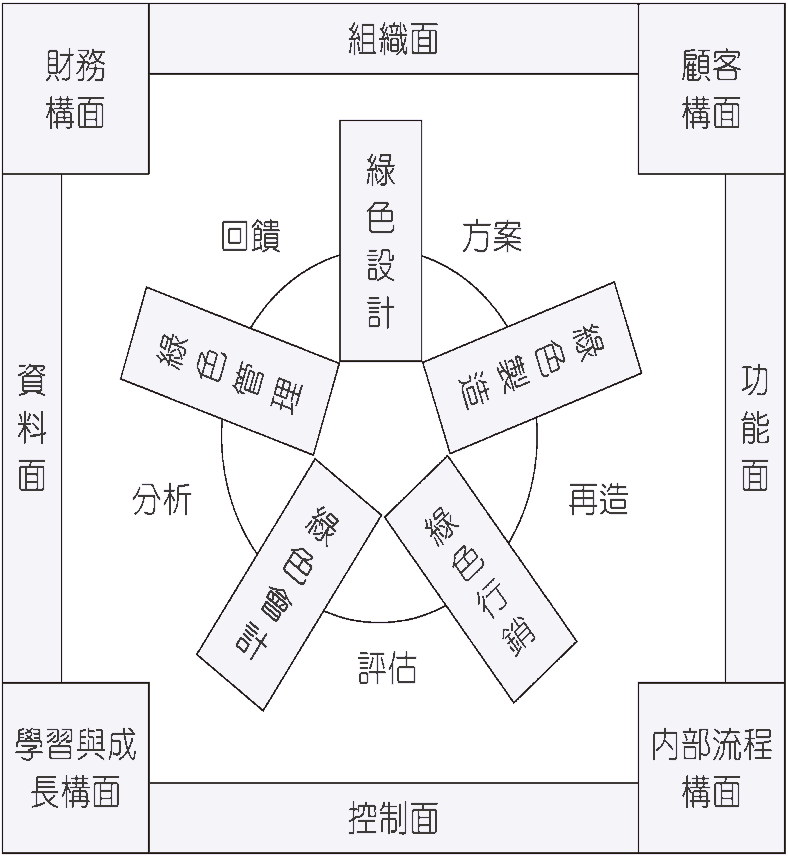 財務
構面
組織面
顧客
構面
綠色設計
回饋
方案
綠色管理
綠色製造
資料面
功能面
分析
再造
綠色會計
綠色行銷
評估
學習與成
長構面
控制面
內部流程
構面